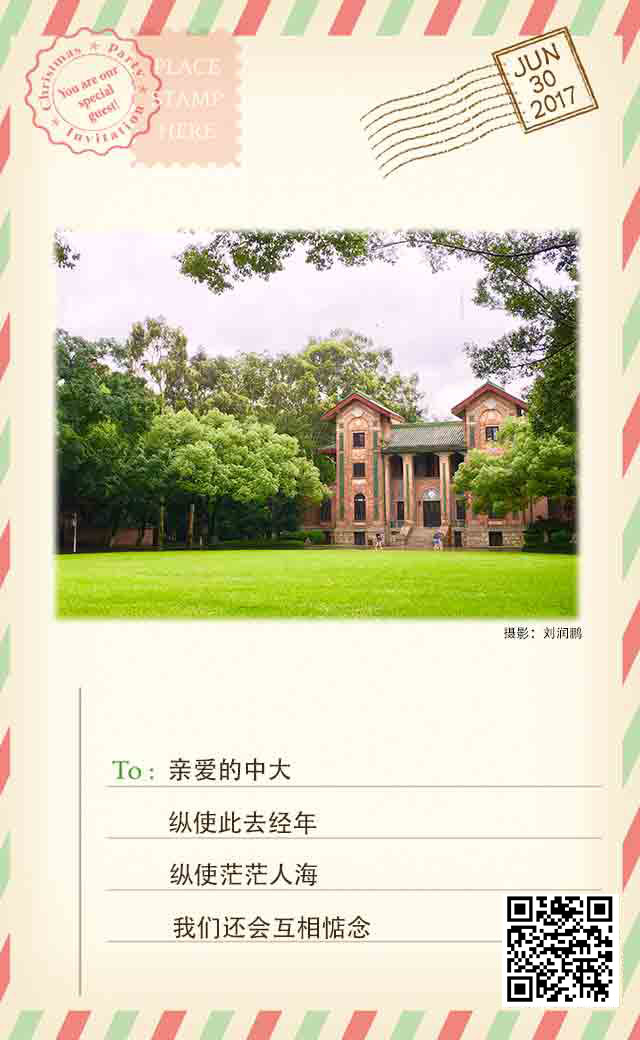 Christmas Party
You are our
special
guest!
Invitation
PLACE
STAMP
HERE
JUN
30
2017
摄影：刘润鹏
To：亲爱的中大
纵使此去经年
纵使茫茫人海
我们还会互相惦念